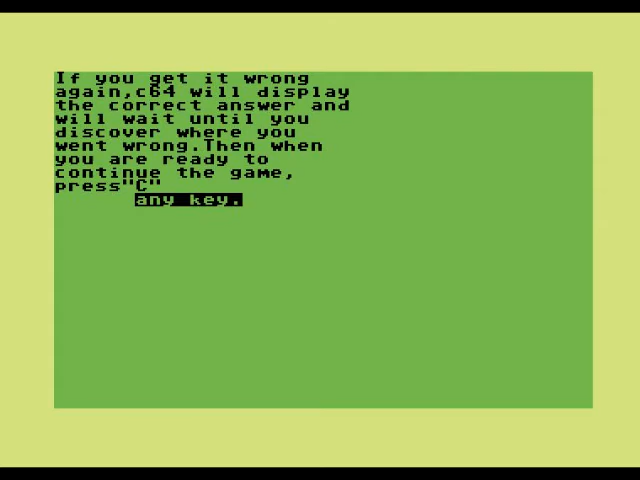 If you get it wrong
again,c64 will display
the correct answer and
will wait until you
discover where you
went wrong.Then when
you are ready to
continue the game,
press"C"
any key.